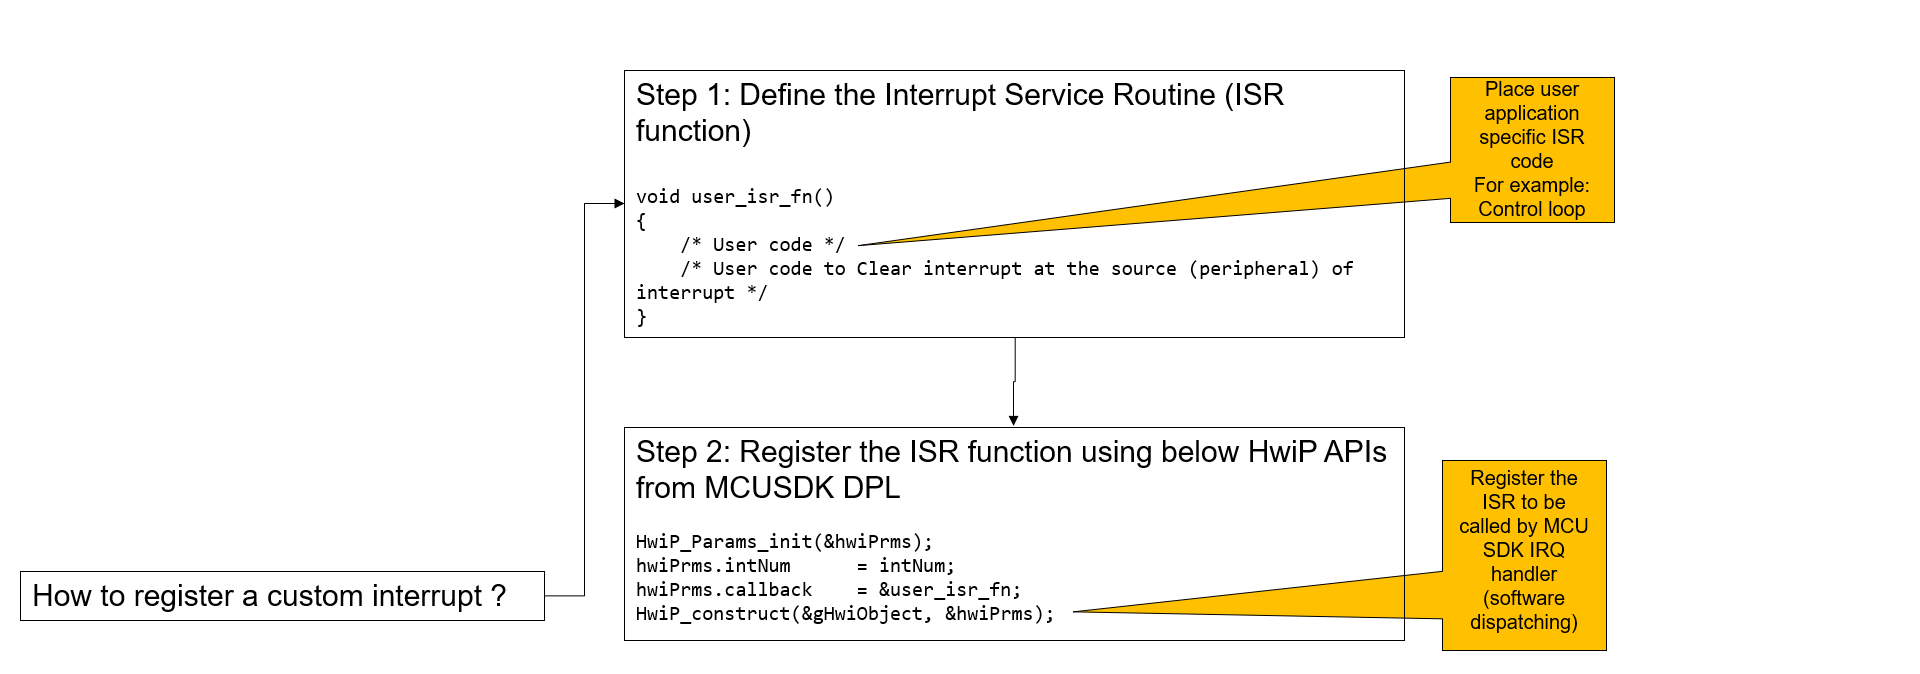 Step 1: Define the Interrupt Service Routine (ISR
function)
void user_isr_fn()
{
/* User code */
/* User code to Clear interrupt at the source (peripheral) of
interrupt */
}
Place user
application
specific ISR
code
For example:
Control loop
How to register a custom interrupt ?
Step 2: Register the ISR function using below HwiP APIs
from MCUSDK DPL
HwiP_Params_init(&hwiPrms);
hwiPrms.intNum      = intNum;
hwiPrms.callback    = &user_isr_fn;
HwiP_construct(&gHwiObject, &hwiPrms);
Register the
ISR to be
called by MCU
SDK IRQ
handler
(software
dispatching)